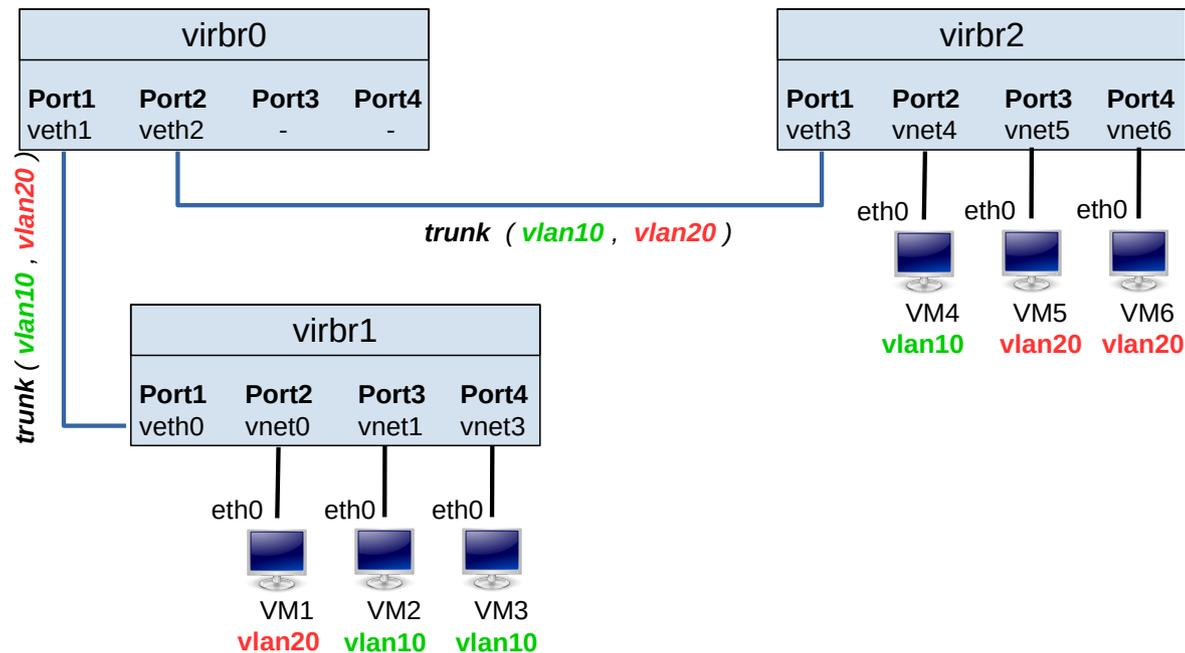 virbr0
Port1 Port2 Port3 Port4
veth1 veth2 - -
virbr2
Port1 Port2 Port3 Port4
veth3 vnet4 vnet5 vnet6
trunk ( vlan10 , vlan20 )
trunk ( vlan10 , vlan20 )
eth0 eth0 eth0
VM4 VM5 VM6
vlan10 vlan20 vlan20
virbr1
Port1 Port2 Port3 Port4
veth0 vnet0 vnet1 vnet3
eth0 eth0 eth0
VM1 VM2 VM3
vlan20 vlan10 vlan10